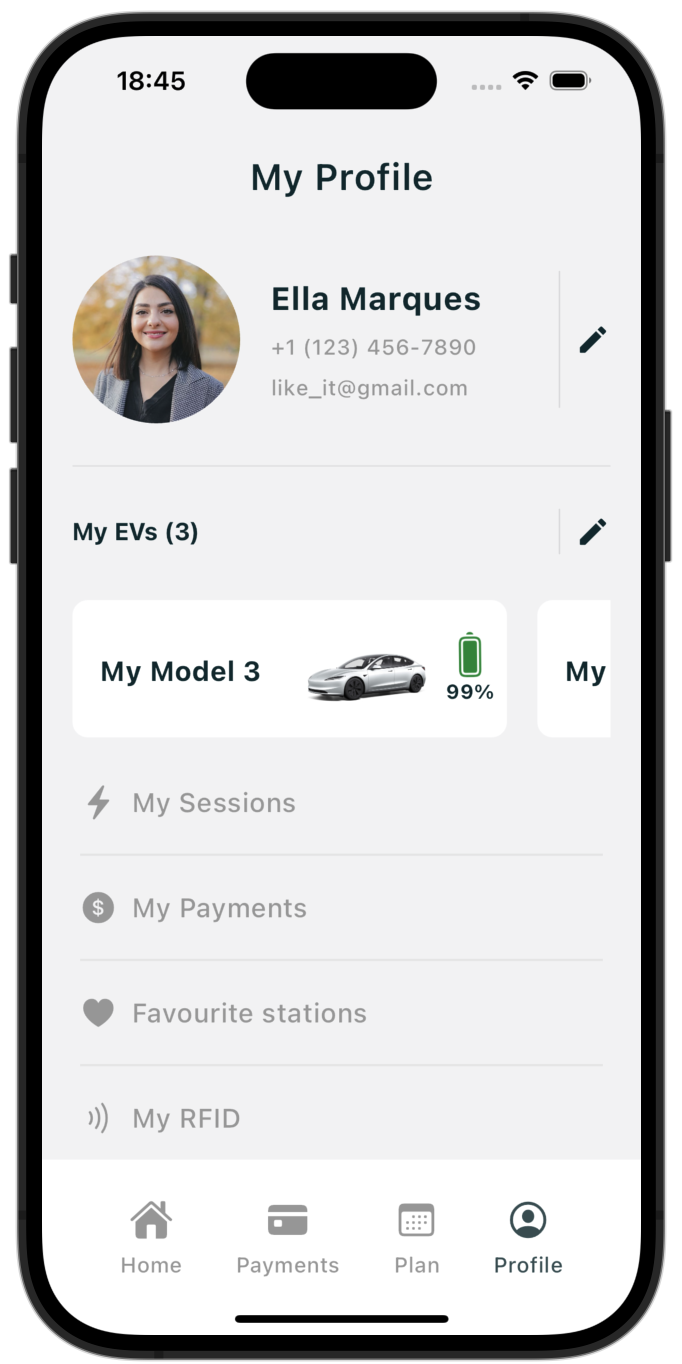 18:45
My Profile
Ella Marques
+1 (123) 456-7890
like_it@gmail.com
My EVs (3)
My Model 3
99%
My
My Sessions
$ My Payments
Favourite stations
My RFID
Home Payments Plan Profile